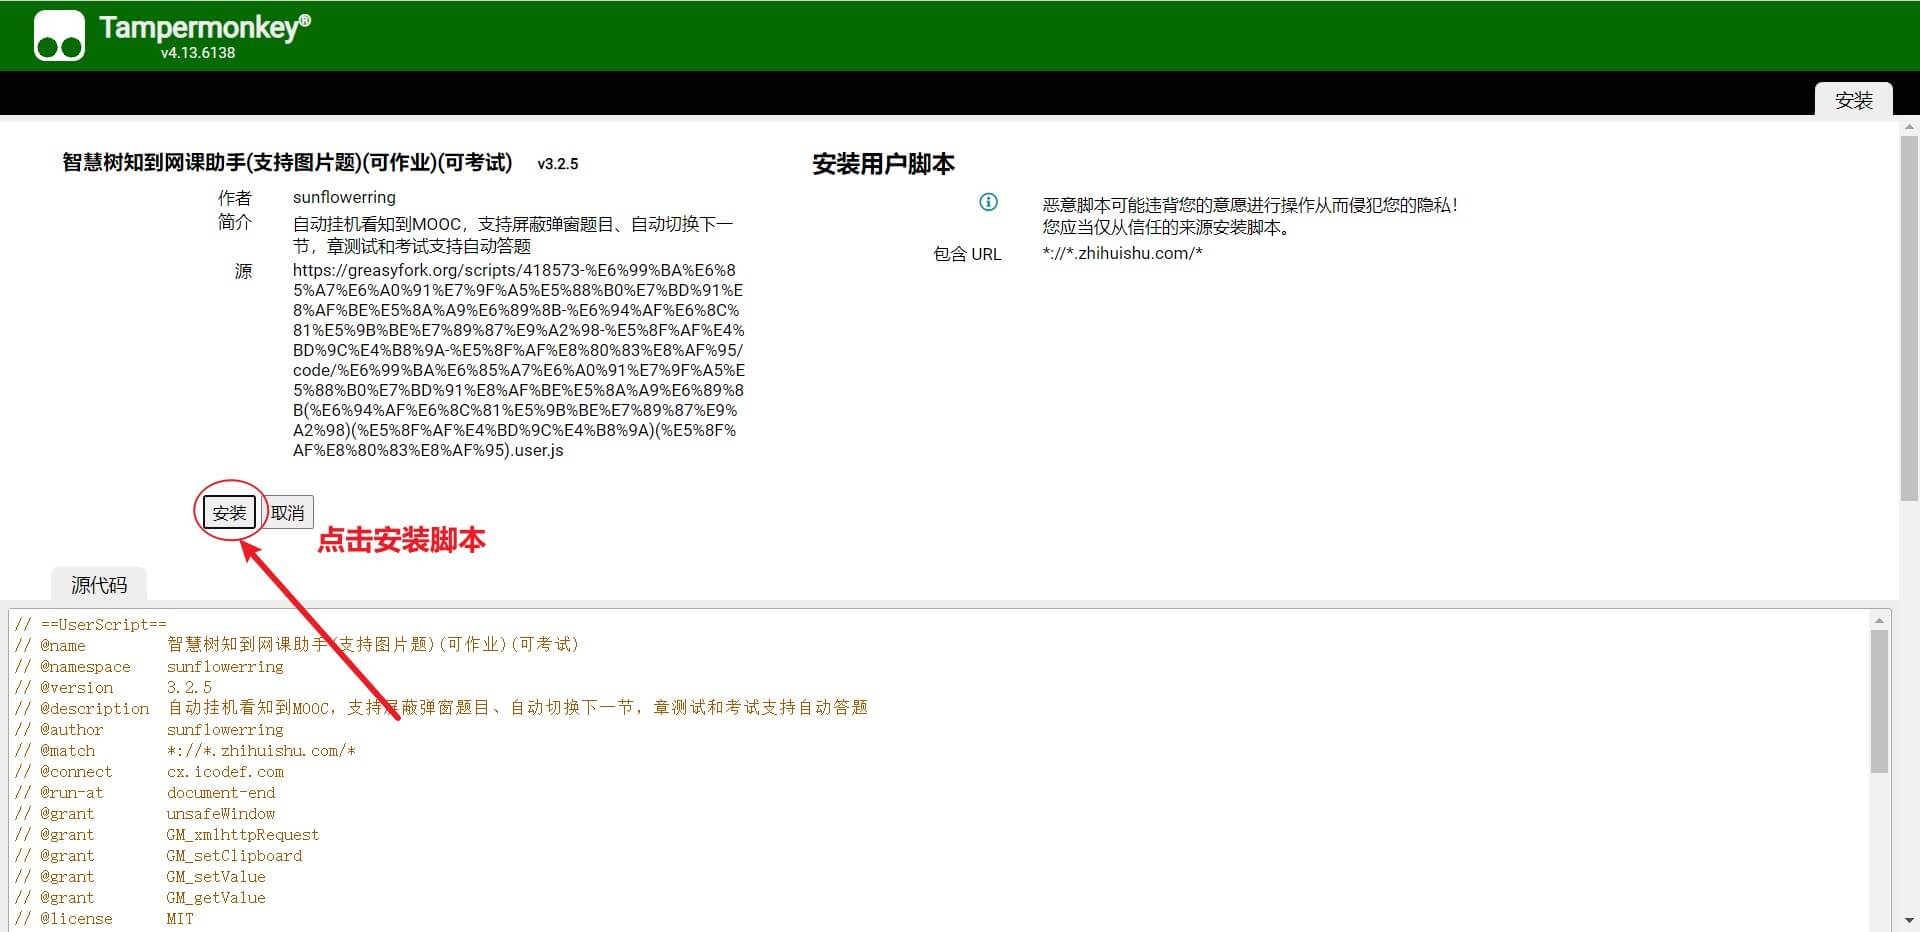 Tampermonkey®
v4.13.6138
安装
智慧树知到网课助手(支持图片题)(可作业)(可考试) v3.2.5
作者 sunflowerring
简介 自动挂机看知到MOOC，支持屏蔽弹窗题目、自动切换下一
节，章测试和考试支持自动答题
源 https://greasyfork.org/scripts/418573-%E6%99%BA%E6%8
5%A7%E6%A0%91%E7%9F%A5%E5%88%B0%E7%BD%91%E
8%AF%BE%E5%8A%A9%E6%89%8B-%E6%94%AF%E6%8C%
81%E5%9B%BE%E7%89%87%E9%A2%98-%E5%8F%AF%E4%
BD%9C%E4%B8%9A-%E5%8F%AF%E8%80%83%E8%AF%95/
code/%E6%99%BA%E6%85%A7%E6%A0%91%E7%9F%A5%E
5%88%B0%E7%BD%91%E8%AF%BE%E5%8A%A9%E6%89%8
B(%E6%94%AF%E6%8C%81%E5%9B%BE%E7%89%87%E9%
A2%98)(%E5%8F%AF%E4%BD%9C%E4%B8%9A)(%E5%8F%
AF%E8%80%83%E8%AF%95).user.js
安装用户脚本
恶意脚本可能违背您的意愿进行操作从而侵犯您的隐私！
您应当仅从信任的来源安装脚本。
包含 URL *://*.zhihuishu.com/*
安装 取消
点击安装脚本
源代码
// ==UserScript==
// @name 智慧树知到网课助手(支持图片题)(可作业)(可考试)
// @namespace sunflowerring
// @version 3.2.5
// @description 自动挂机看知到MOOC，支持屏蔽弹窗题目、自动切换下一节，章测试和考试支持自动答题
// @author sunflowerring
// @match *://*.zhihuishu.com/*
// @connect cx.icodef.com
// @run-at document-end
// @grant unsafeWindow
// @grant GM_xmlhttpRequest
// @grant GM_setClipboard
// @grant GM_setValue
// @grant GM_getValue
// @license MIT